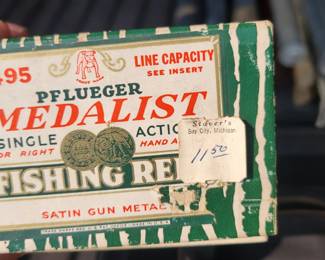 -95
LINE CAPACITY
SEE INSERT
PFLUEGER
MEDALIST
SINGLE
ACTIO
OR RIGHT
HAND A
Stover's
Bay City, Michigan
11.50
FISHING RE
SATIN GUN METAL